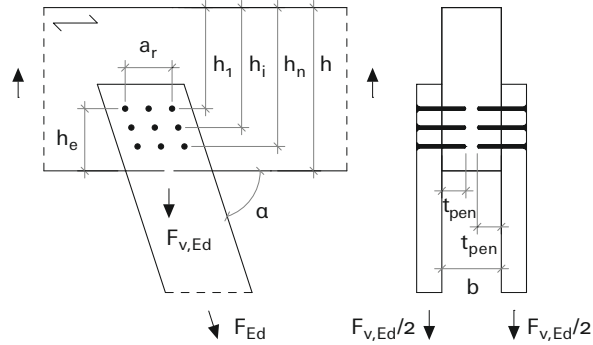 a_r
h_1
h_i
h_n
h
h_e
α
F_v,Ed
F_Ed
t_pen
t_pen
b
F_v,Ed/2
F_v,Ed/2